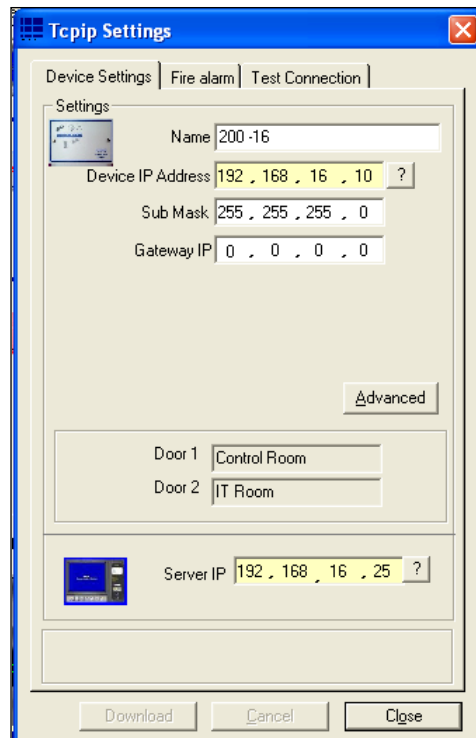 Tcpip Settings
Device Settings Fire alarm Test Connection
Settings
Name 200 -16
Device IP Address 192 . 168 . 16 . 10 ?
Sub Mask 255 . 255 . 255 . 0
Gateway IP 0 . 0 . 0 . 0
Advanced
Door 1 Control Room
Door 2 IT Room
Server IP 192 . 168 . 16 . 25 ?
Download Cancel Close